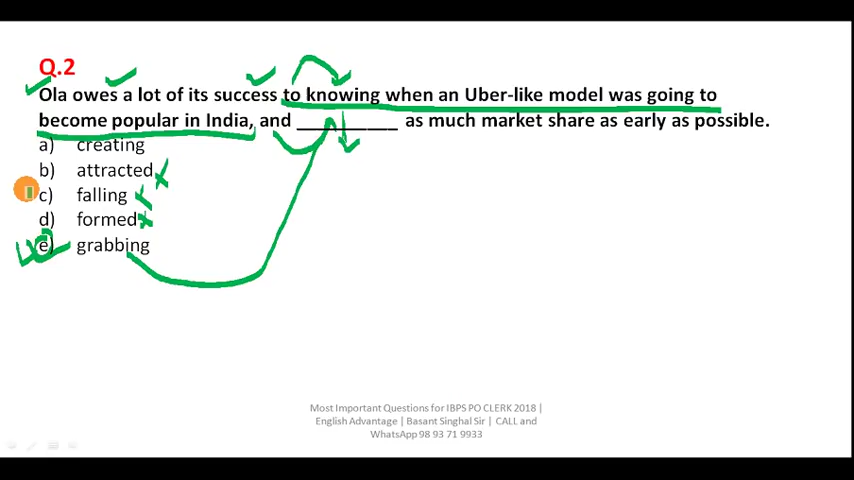 Q.2
Ola owes a lot of its success to knowing when an Uber-like model was going to
become popular in India, and __________ as much market share as early as possible.
a) creating
b) attracted
c) falling
d) formed
e) grabbing
Most Important Questions for IBPS PO CLERK 2018 |
English Advantage | Basant Singhal Sir | CALL and
WhatsApp 98 93 71 9933